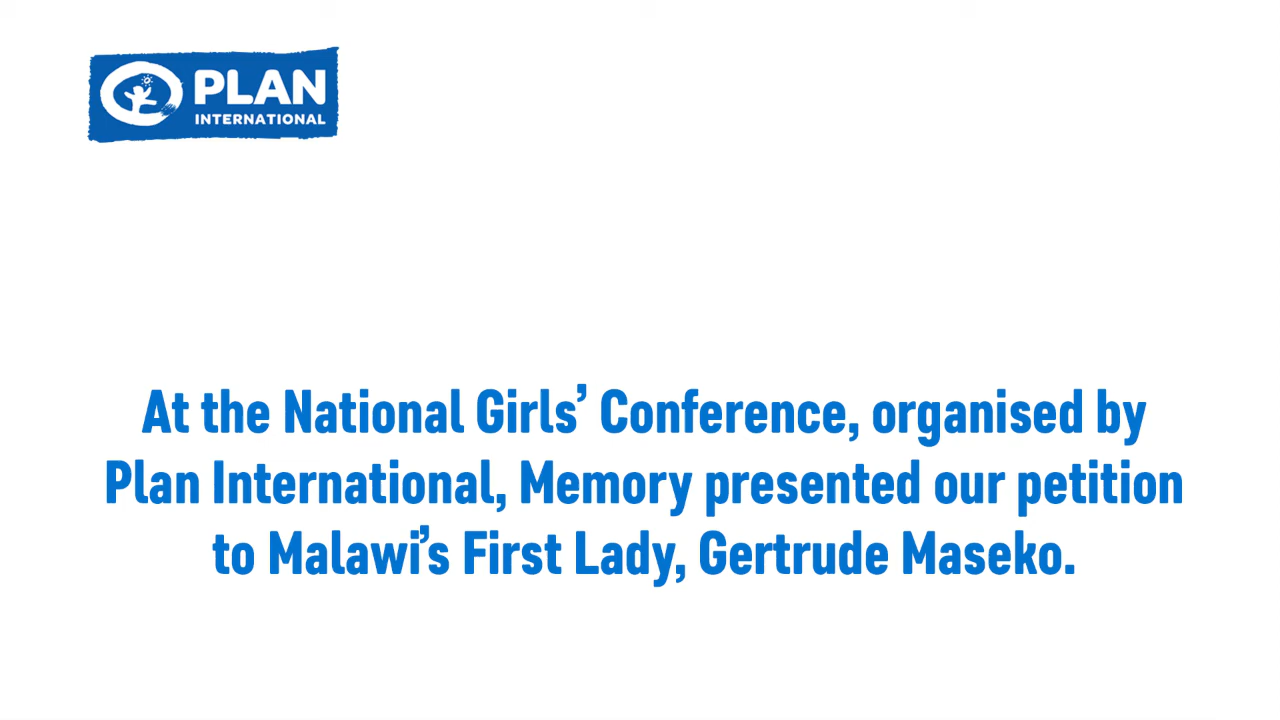 PLAN
INTERNATIONAL
At the National Girls’ Conference, organised by
Plan International, Memory presented our petition
to Malawi’s First Lady, Gertrude Maseko.